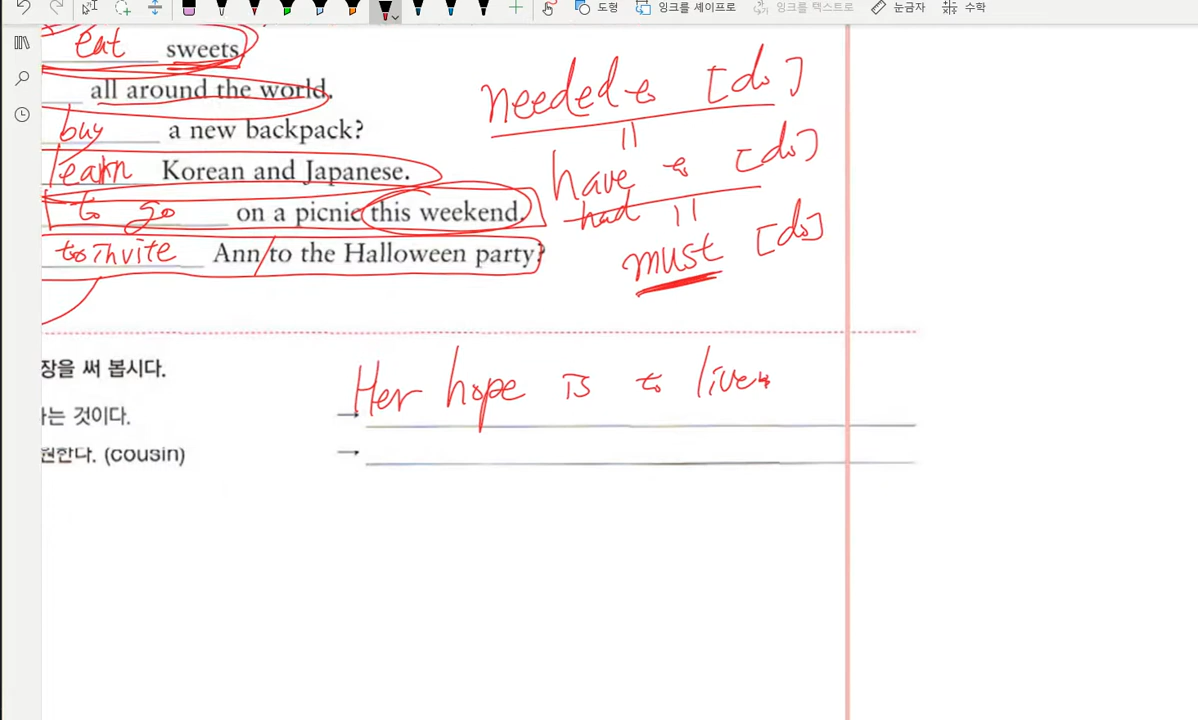 도형 잉크를 셰이프로 잉크를 텍스트로 눈금자 수학
eat sweets
all around the world.
buy a new backpack?
learn Korean and Japanese.
to go on a picnic this weekend.
to invite Ann/to the Halloween party?
needed to [do]
=
have to [do]
had =
must [do]
장을 써 봅시다.
하는 것이다. → Her hope is to live
원한다. (cousin) →